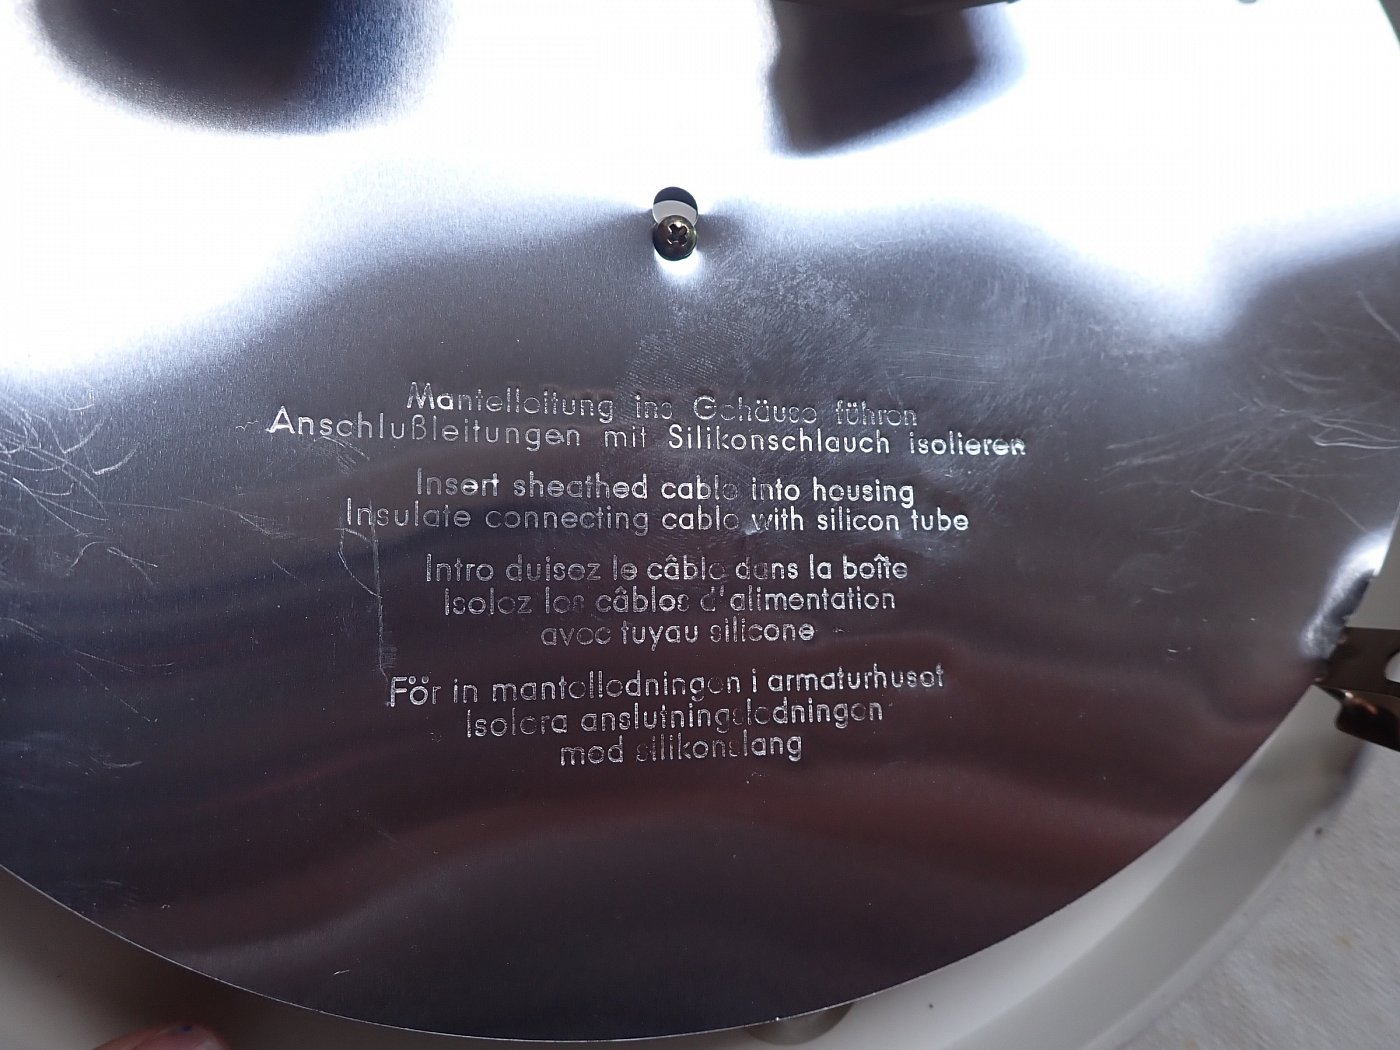 Mantelleitung ins Gehäuse führen
Anschlußleitungen mit Silikonschlauch isolieren
Insert sheathed cable into housing
Insulate connecting cable with silicon tube
Intro duisez le câble dans la boîte
Isolez les câbles d'alimentation
avec tuyau silicone
För in mantelledningen i armaturhuset
Isolera anslutningsledningen
med silikonslang